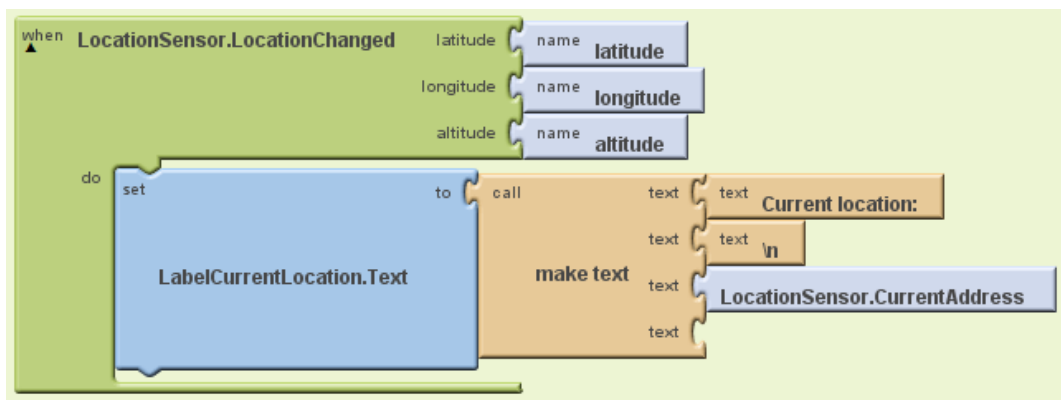 when LocationSensor.LocationChanged latitude name latitude
longitude name longitude
altitude name altitude
do set LabelCurrentLocation.Text to call make text text text Current location:
text text \n
text LocationSensor.CurrentAddress
text